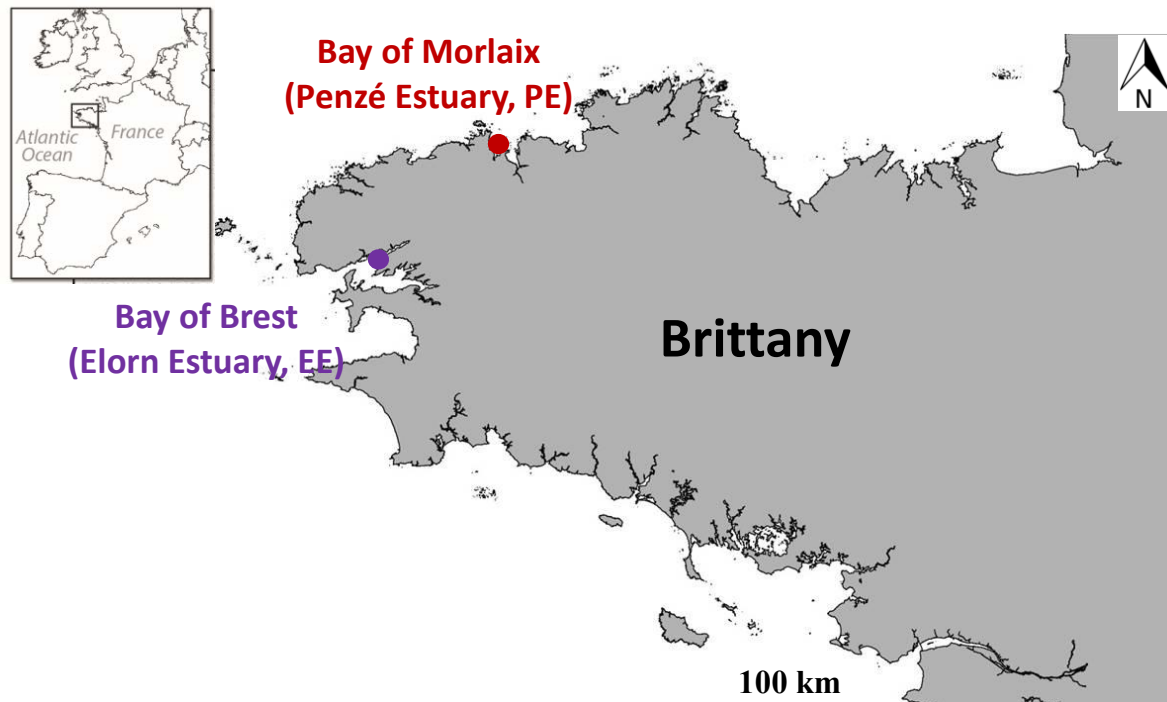 Bay of Morlaix
(Penzé Estuary, PE)
N
Atlantic
Ocean
France
Bay of Brest
(Elorn Estuary, EE)
Brittany
100 km